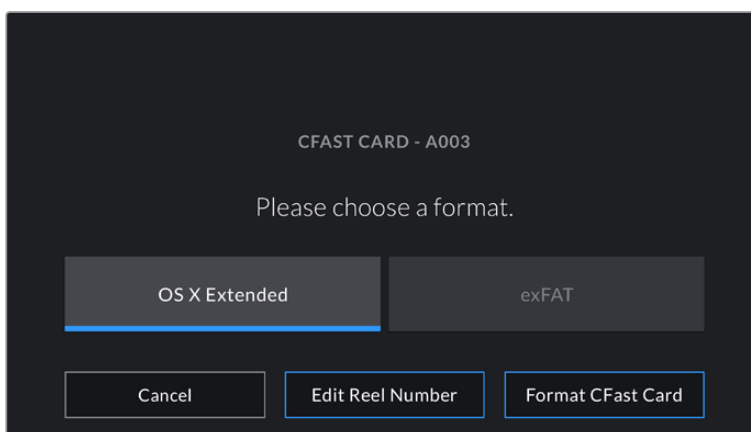 CFAST CARD - A003
Please choose a format.
OS X Extended
exFAT
Cancel
Edit Reel Number
Format CFast Card